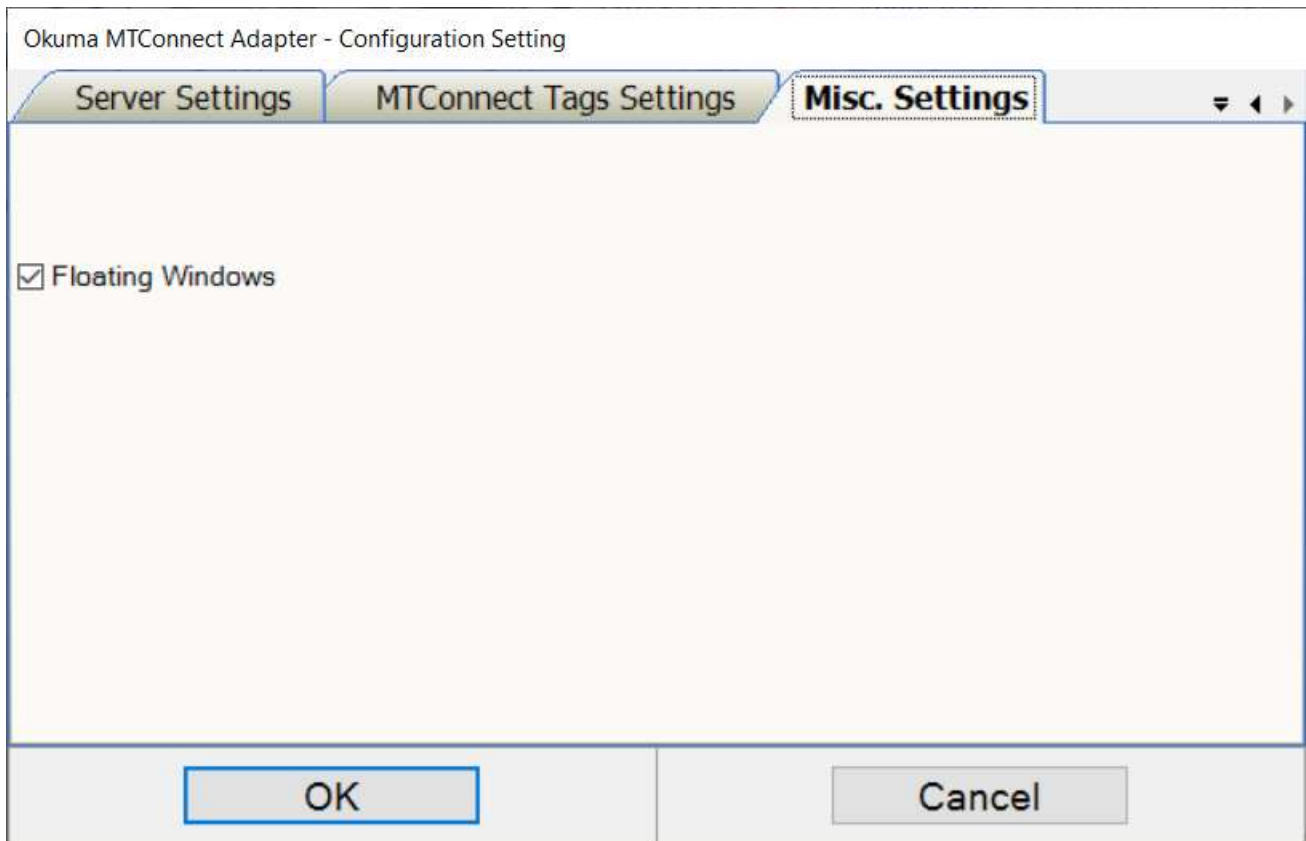 Okuma MTConnect Adapter - Configuration Setting
Server Settings MTConnect Tags Settings Misc. Settings
Floating Windows
OK Cancel